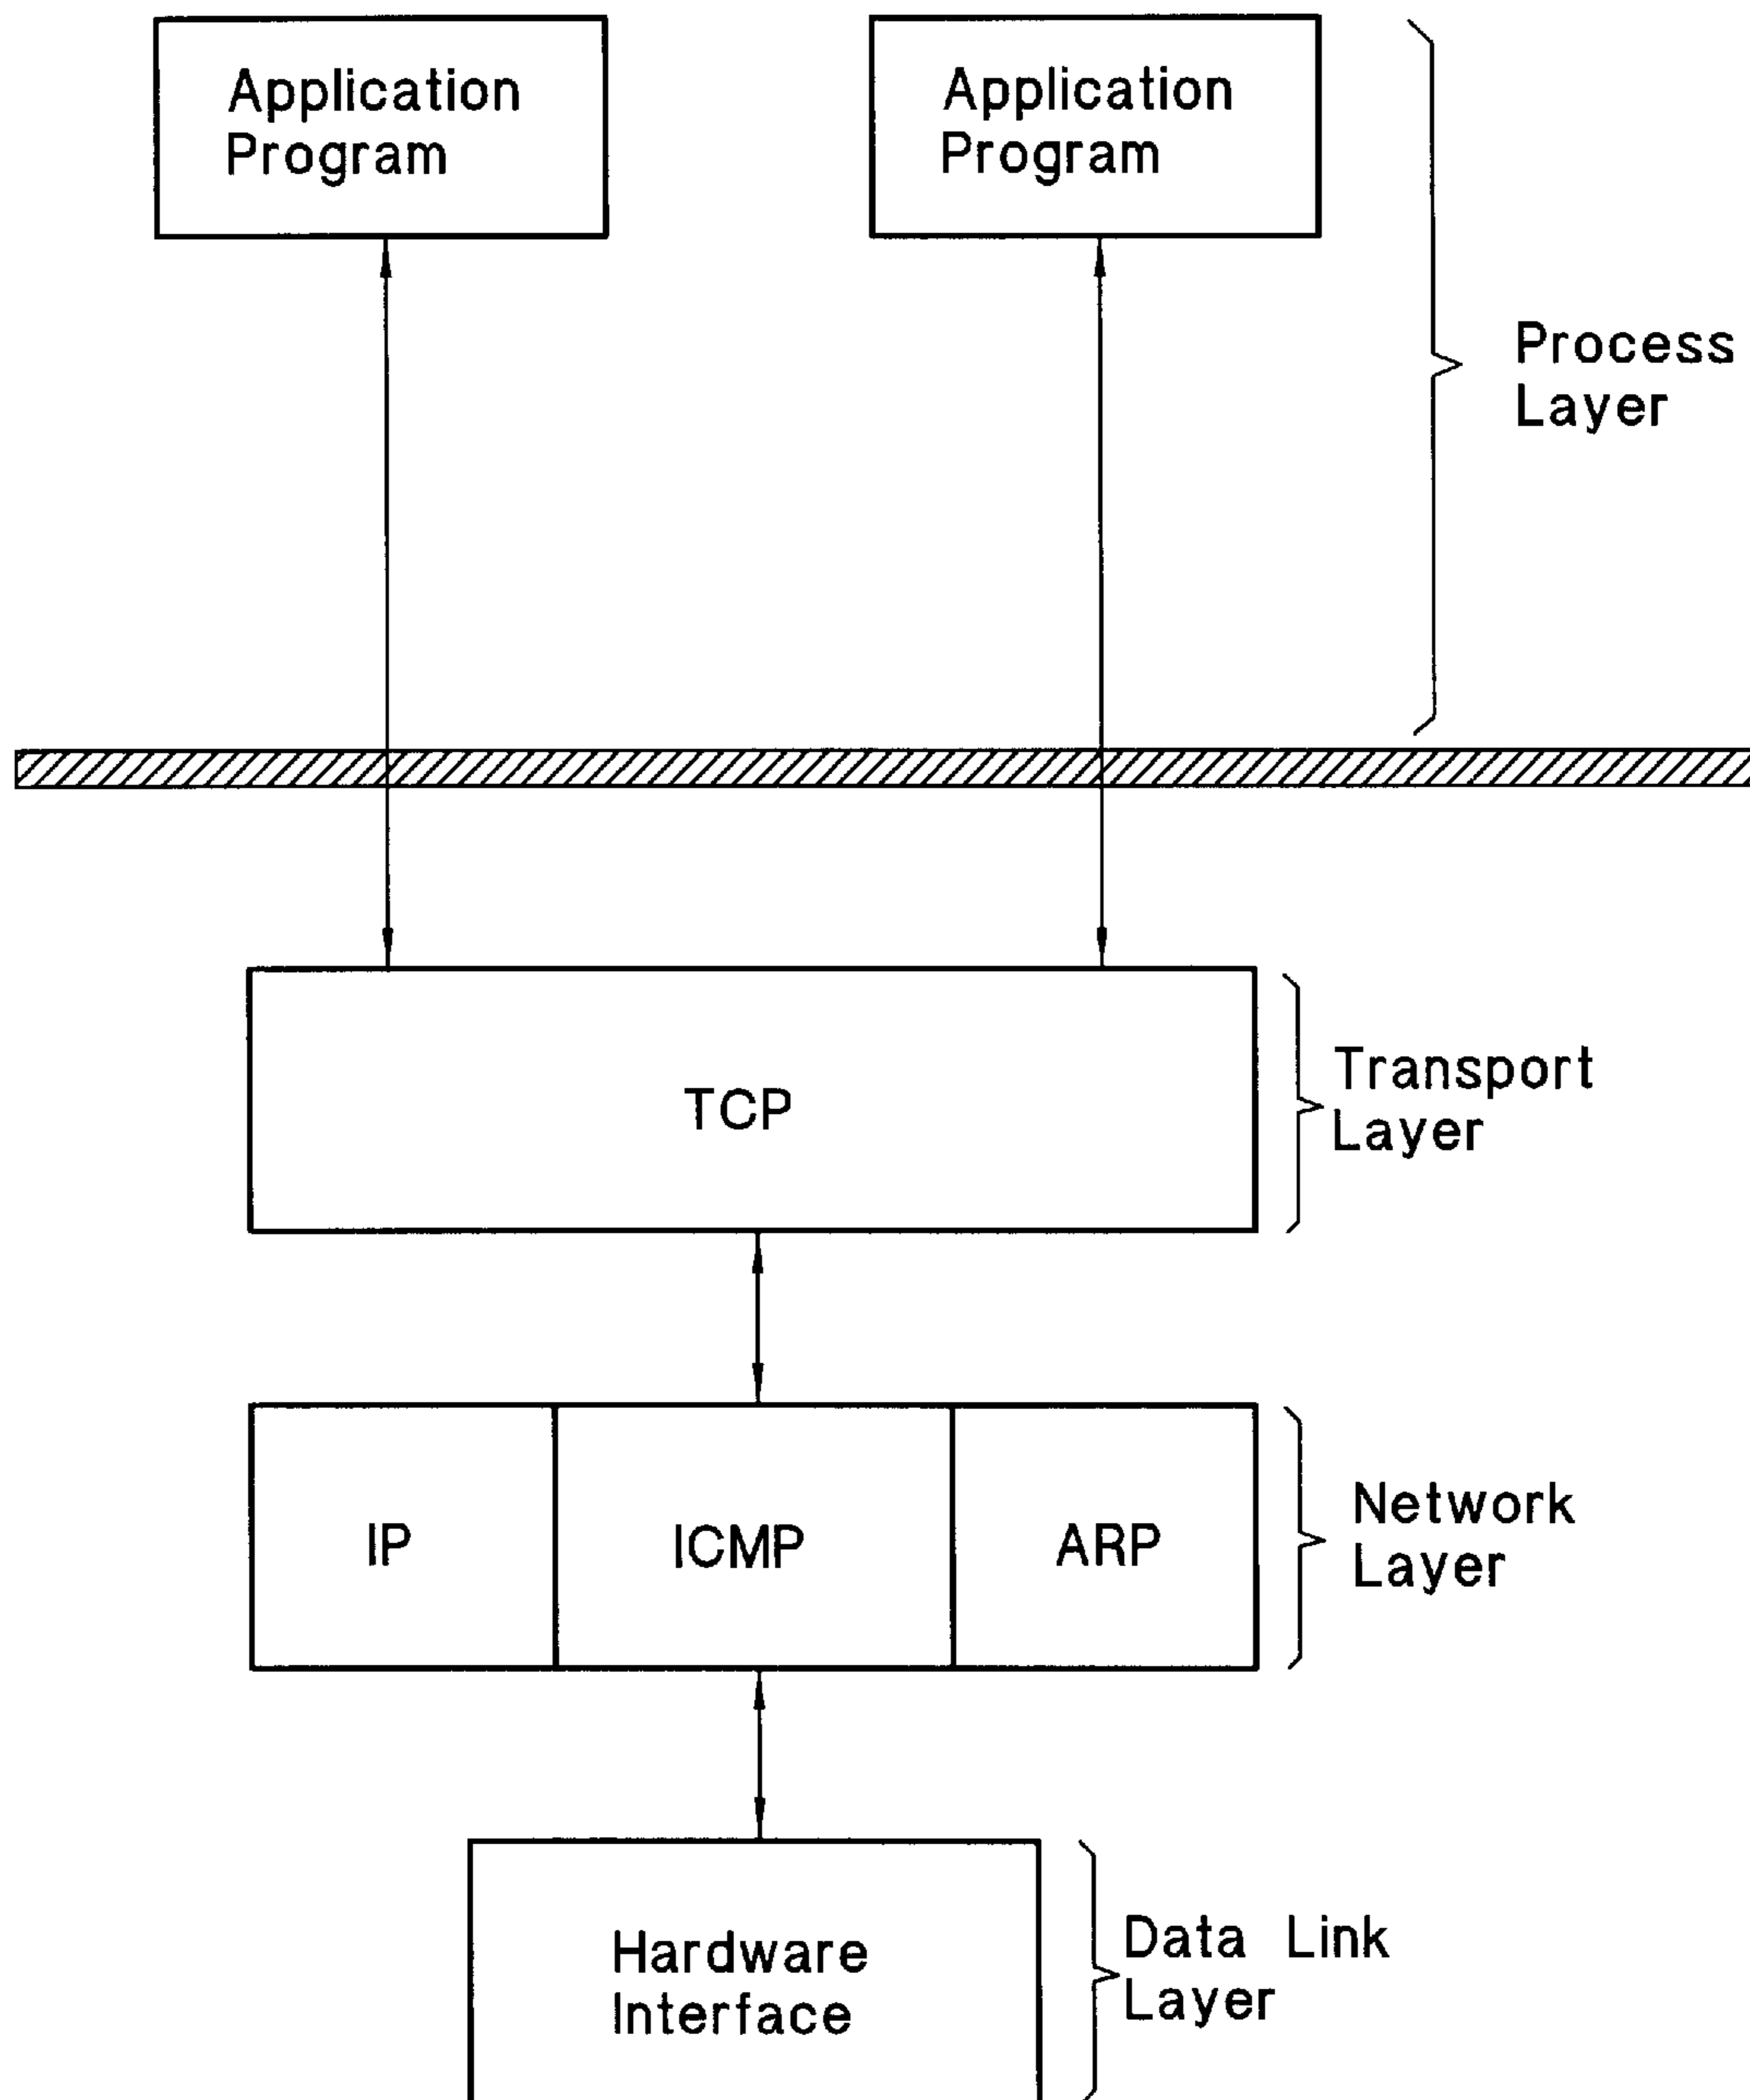 Application
Program
Application
Program
Process
Layer
TCP
Transport
Layer
IP
ICMP
ARP
Network
Layer
Hardware
Interface
Data Link
Layer